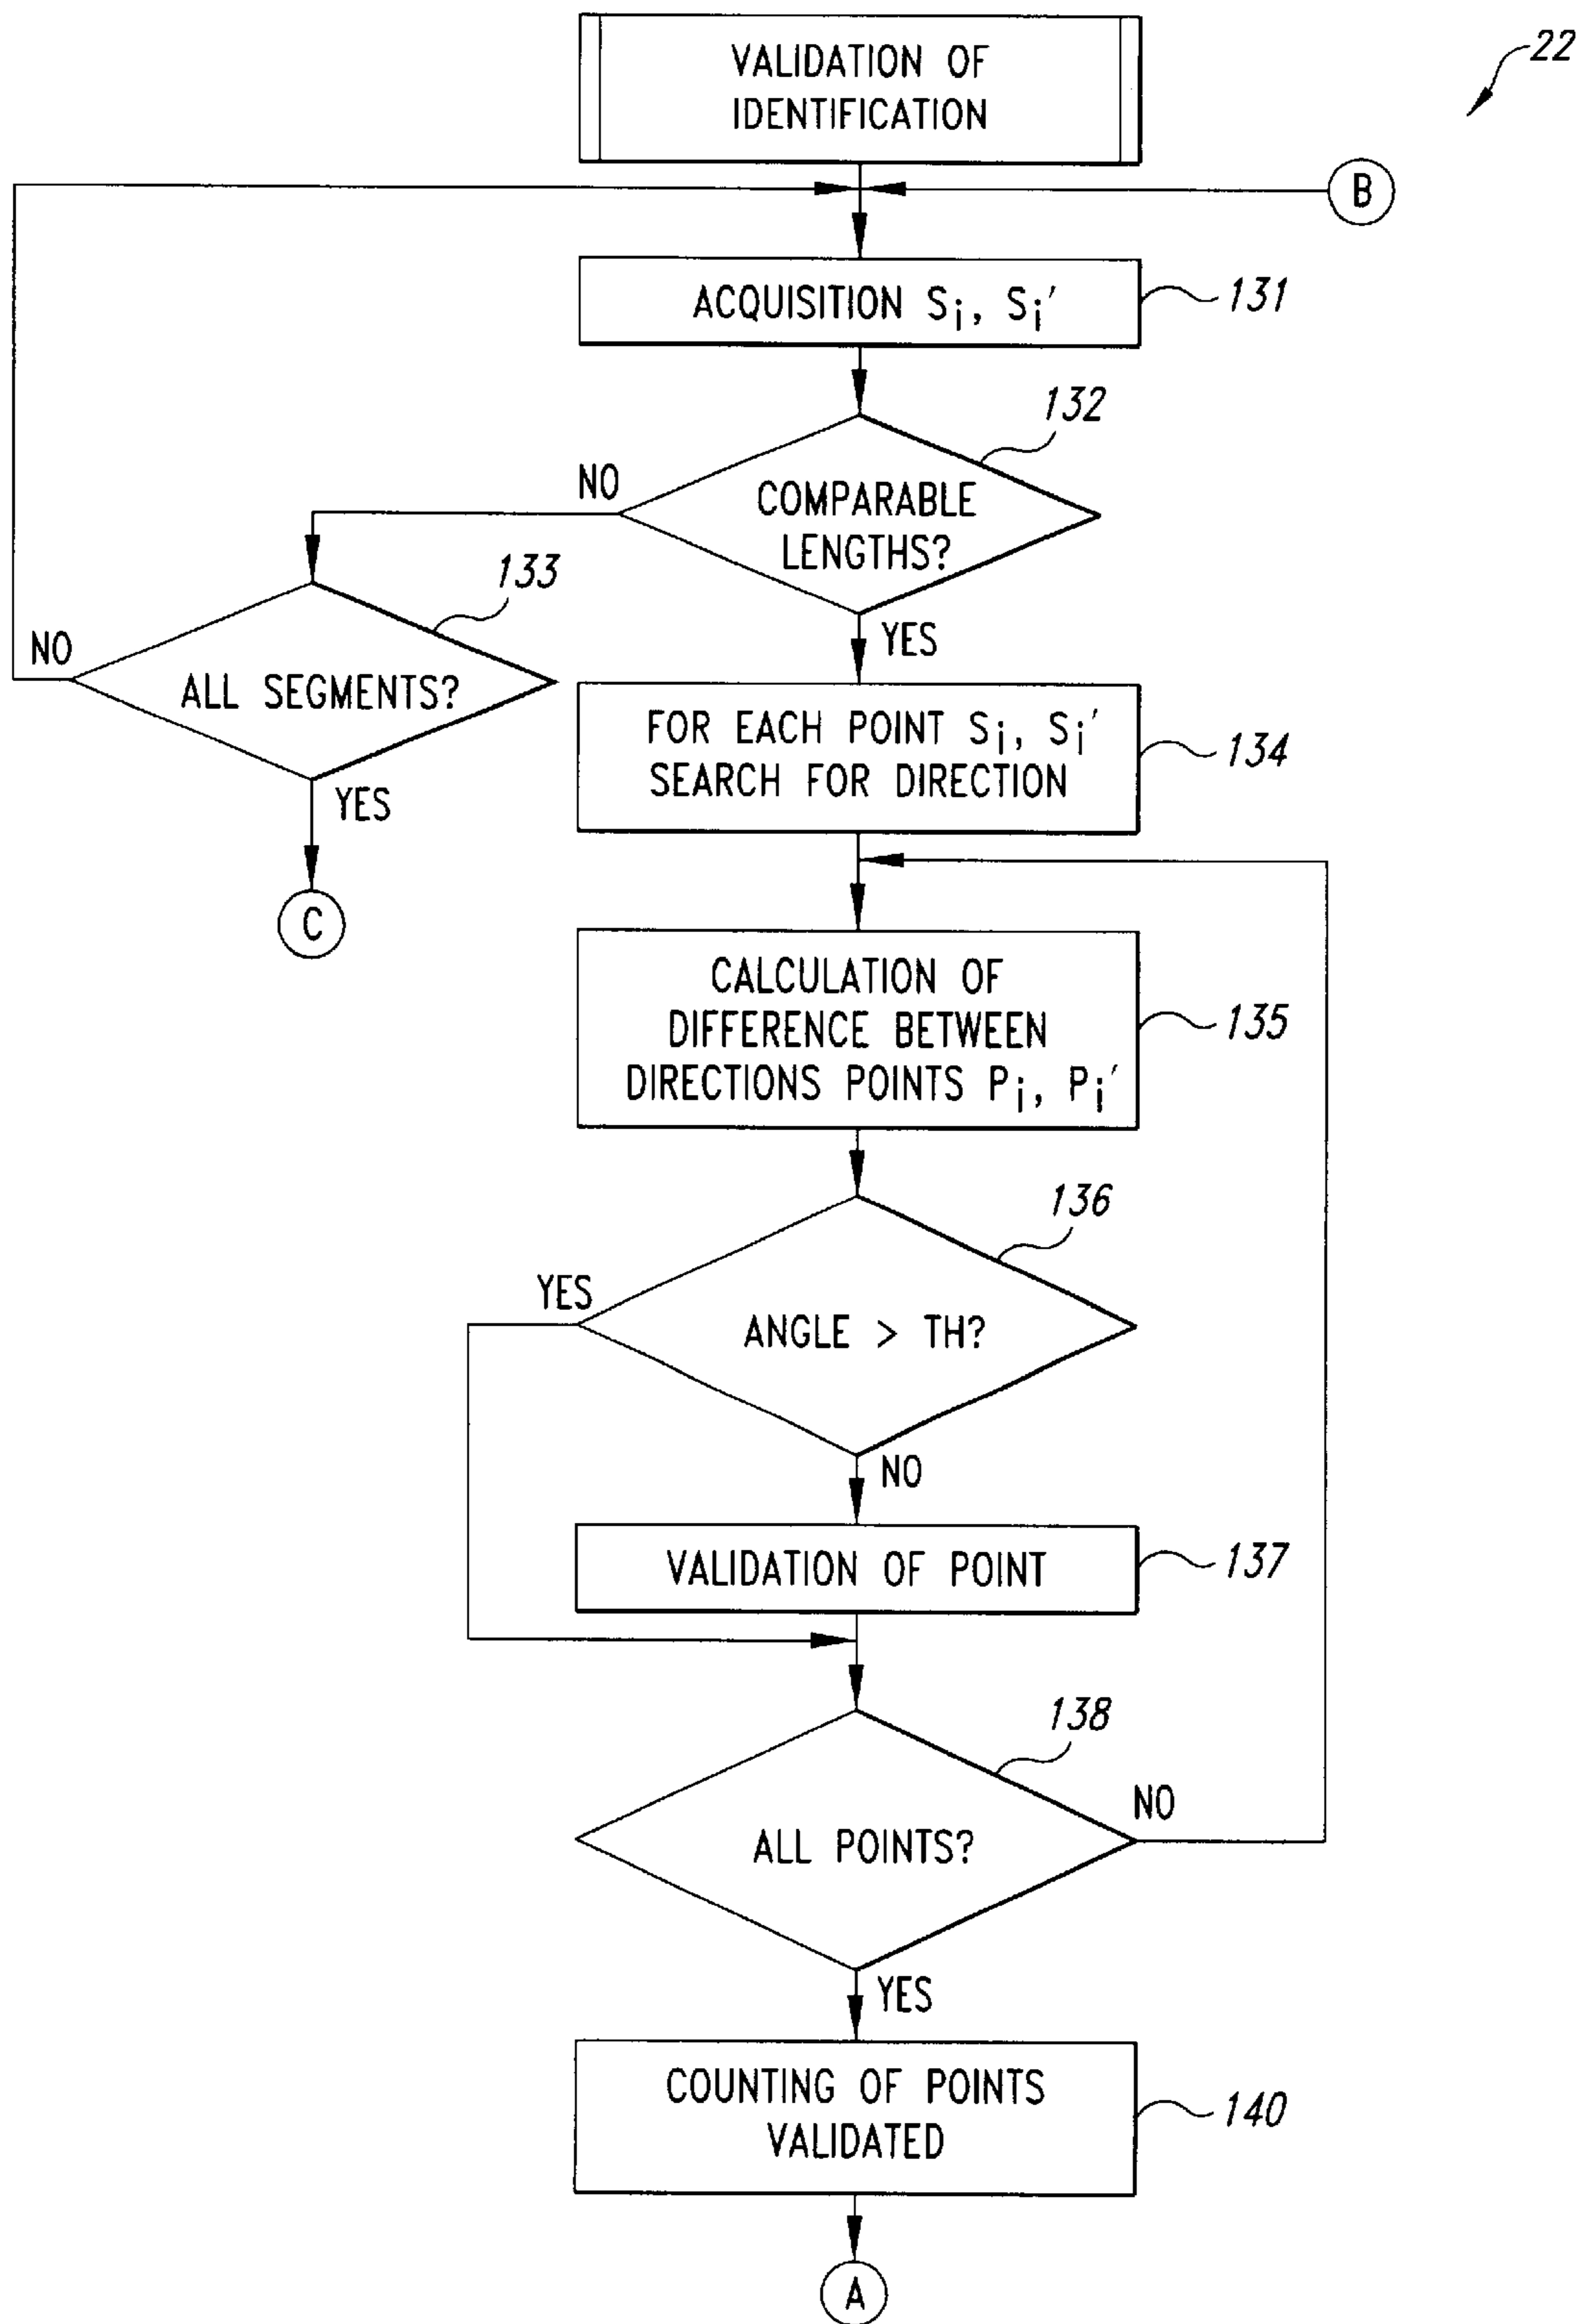 VALIDATION OF
IDENTIFICATION
22
B
ACQUISITION Si, Si'
131
132
NO
COMPARABLE
LENGTHS?
133
YES
NO
ALL SEGMENTS?
FOR EACH POINT Si, Si'
SEARCH FOR DIRECTION
134
YES
C
CALCULATION OF
DIFFERENCE BETWEEN
DIRECTIONS POINTS Pi, Pi'
135
136
YES
ANGLE > TH?
NO
VALIDATION OF POINT
137
138
NO
ALL POINTS?
YES
COUNTING OF POINTS
VALIDATED
140
A